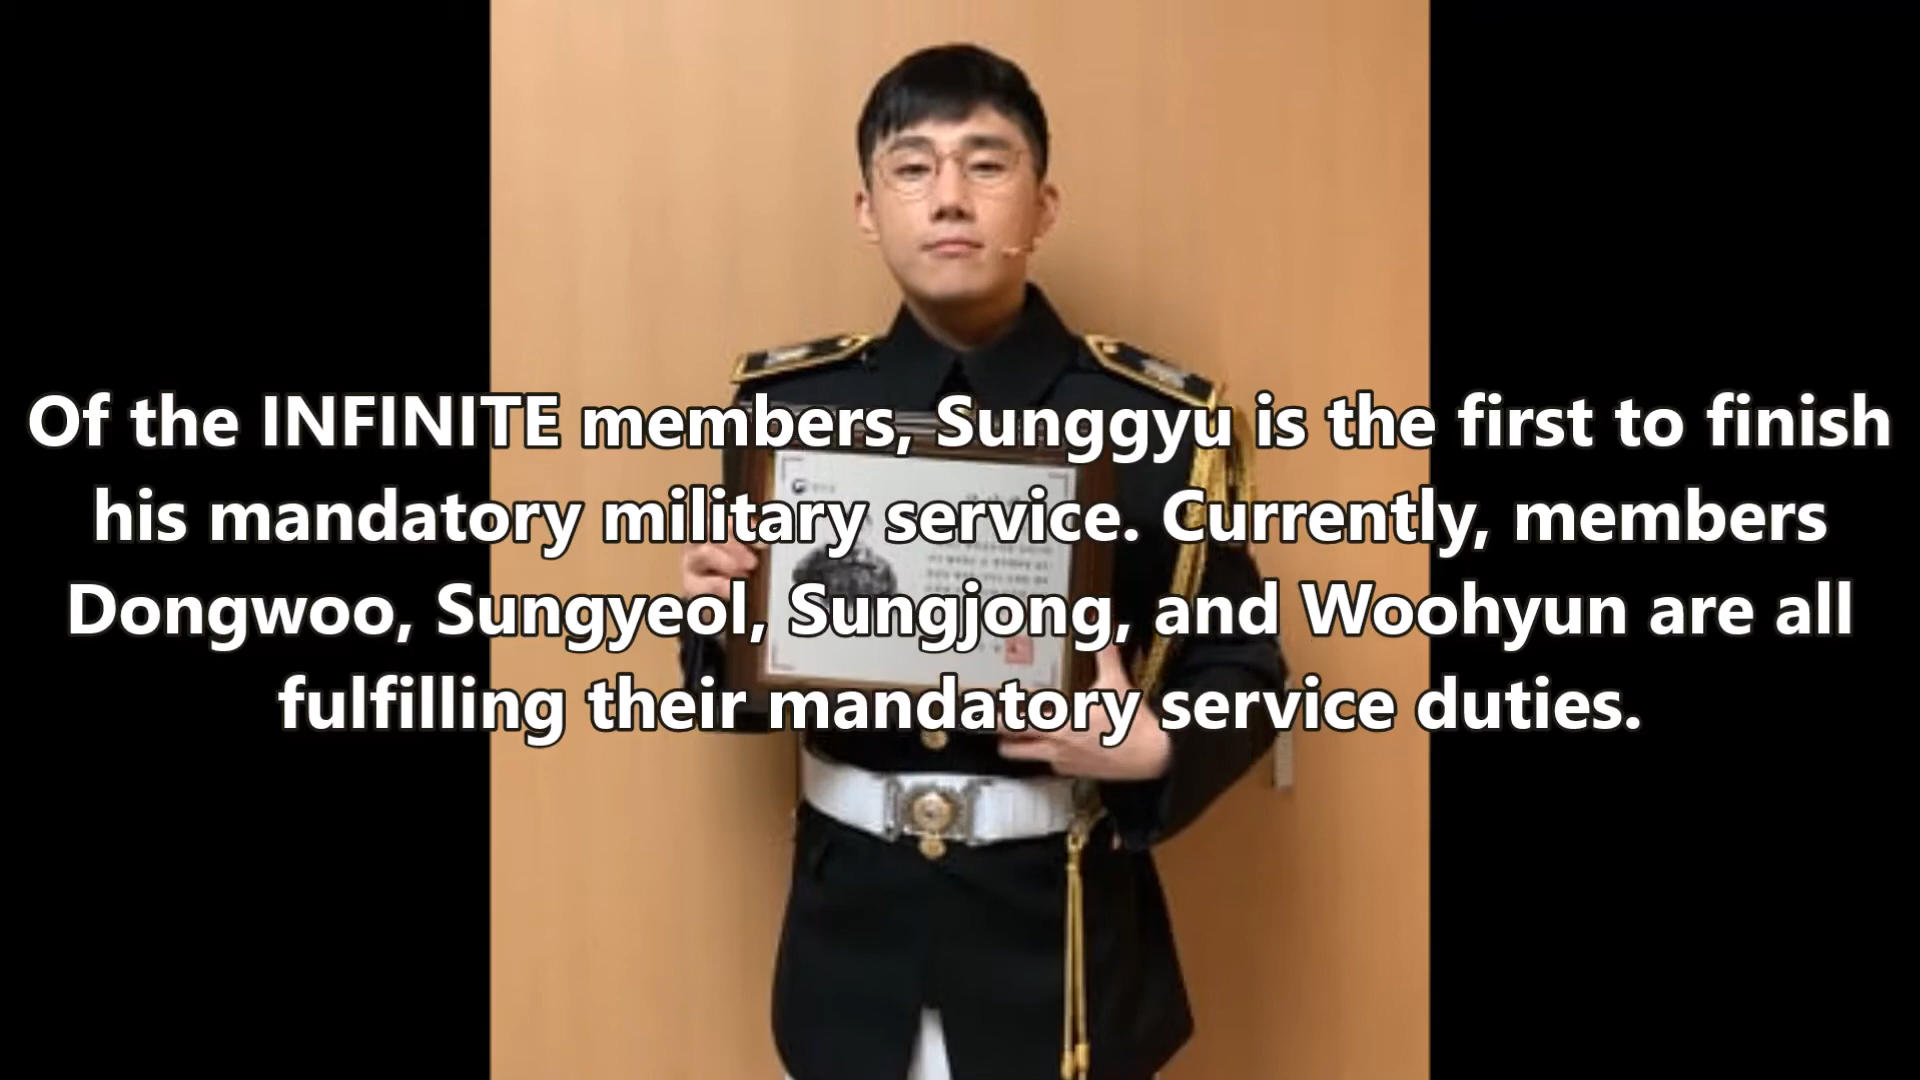 Of the INFINITE members, Sunggyu is the first to finish
his mandatory military service. Currently, members
Dongwoo, Sungyeol, Sungjong, and Woohyun are all
fulfilling their mandatory service duties.